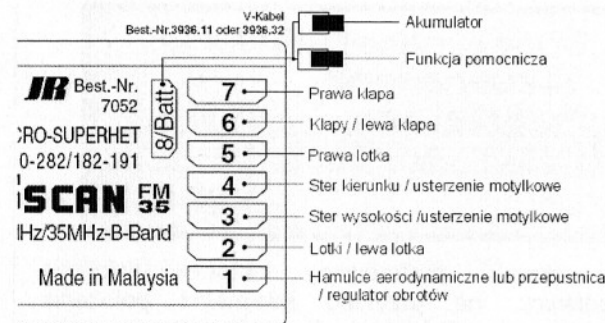 V-Kabel
Best.-Nr.3936.11 oder 3936.32
Akumulator
Funkcja pomocnicza
JR Best.-Nr.
7052
CRO-SUPERHET
0-282/182-191
SCAN FM
35
Hz/35MHz-B-Band
Made in Malaysia
8/Batt
7 Prawa klapa
6 Klapy / lewa klapa
5 Prawa lotka
4 Ster kierunku / usterzenie motylkowe
3 Ster wysokości /usterzenie motylkowe
2 Lotki / lewa lotka
1 Hamulce aerodynamiczne lub przepustnica
/ regulator obrotów